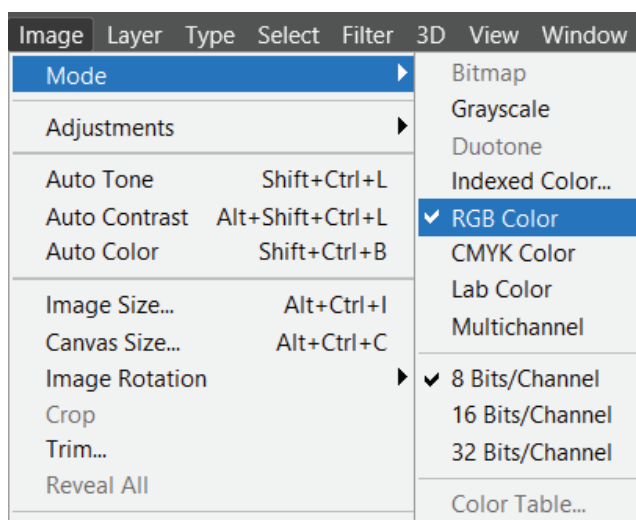 Image Layer Type Select Filter 3D View Window
Mode
Adjustments
Auto Tone Shift+Ctrl+L
Auto Contrast Alt+Shift+Ctrl+L
Auto Color Shift+Ctrl+B
Image Size... Alt+Ctrl+I
Canvas Size... Alt+Ctrl+C
Image Rotation
Crop
Trim...
Reveal All
Bitmap
Grayscale
Duotone
Indexed Color...
RGB Color
CMYK Color
Lab Color
Multichannel
8 Bits/Channel
16 Bits/Channel
32 Bits/Channel
Color Table...